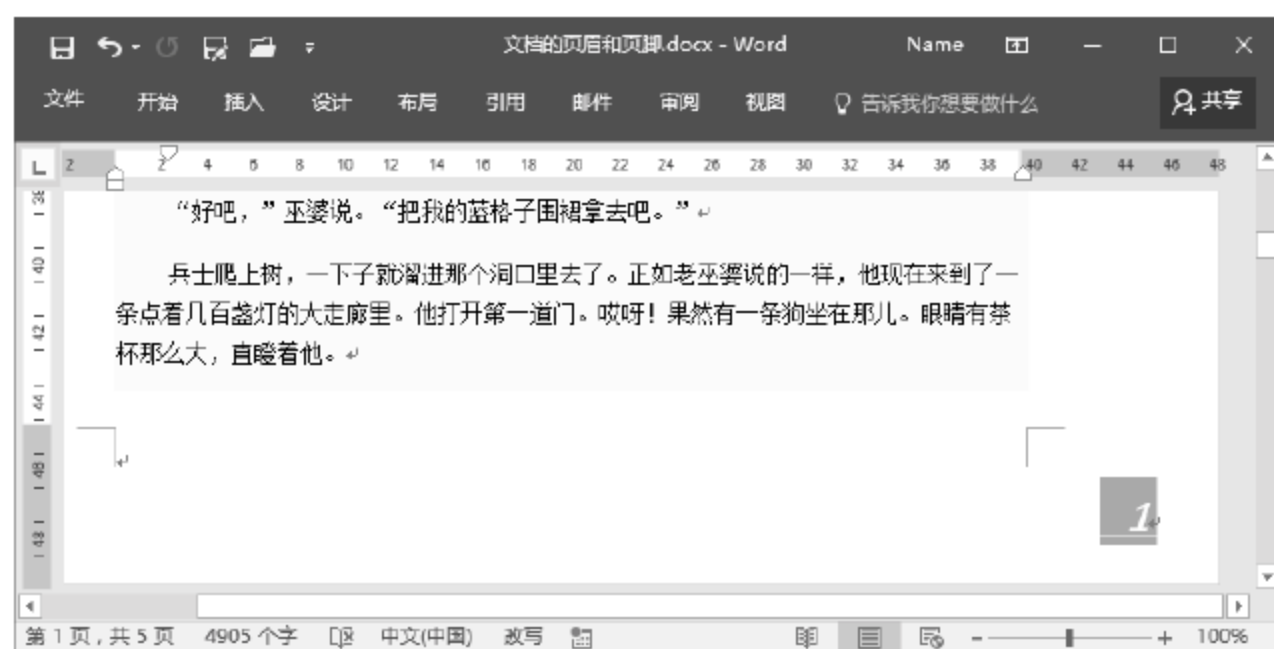 文档的页眉和页脚.docx - Word Name
文件 开始 插入 设计 布局 引用 邮件 审阅 视图 告诉我你想要做什么 共享
L 2 2 4 6 8 10 12 14 16 18 20 22 24 26 28 30 32 34 36 38 40 42 44 46 48
38
“好吧，”巫婆说。“把我的蓝格子围裙拿去吧。”
40
兵士爬上树，一下子就溜进那个洞口里去了。正如老巫婆说的一样，他现在来到了一
42
条点着几百盏灯的大走廊里。他打开第一道门。哎呀！果然有一条狗坐在那儿。眼睛有茶
杯那么大，直瞪着他。
44
46
48
1
第 1 页，共 5 页 4905 个字 中文(中国) 改写 100%